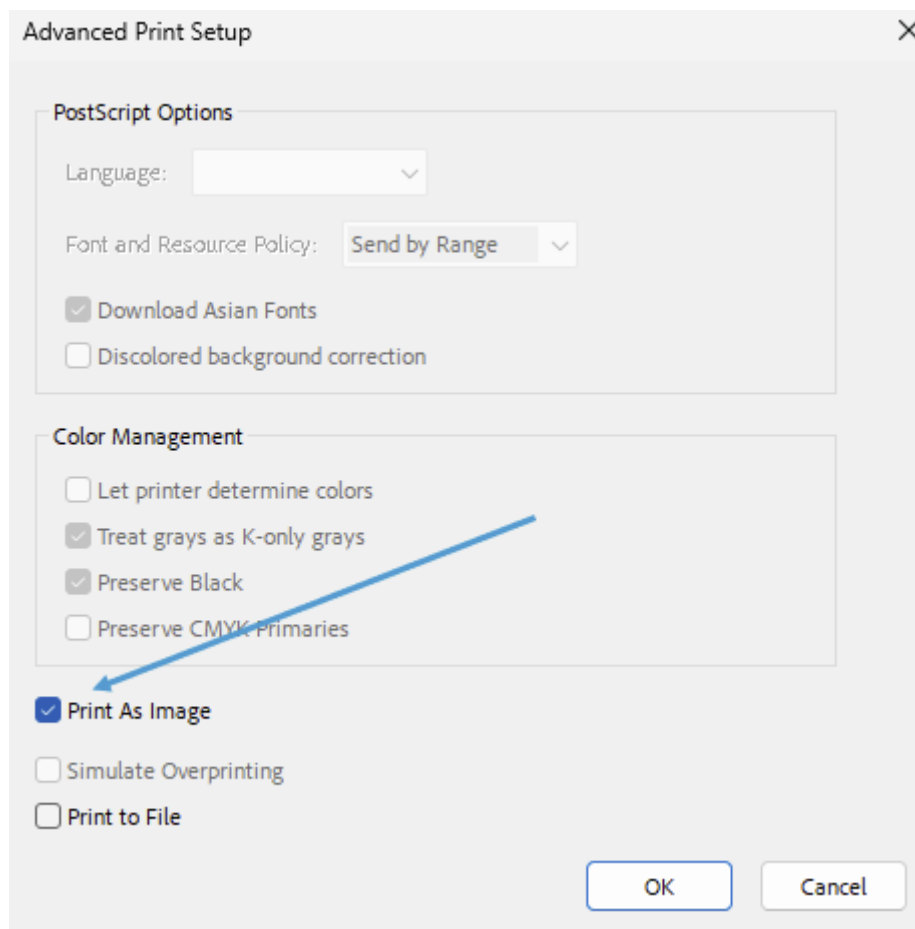 Advanced Print Setup
PostScript Options
Language:
Font and Resource Policy: Send by Range
Download Asian Fonts
Discolored background correction
Color Management
Let printer determine colors
Treat grays as K-only grays
Preserve Black
Preserve CMYK Primaries
Print As Image
Simulate Overprinting
Print to File
OK Cancel